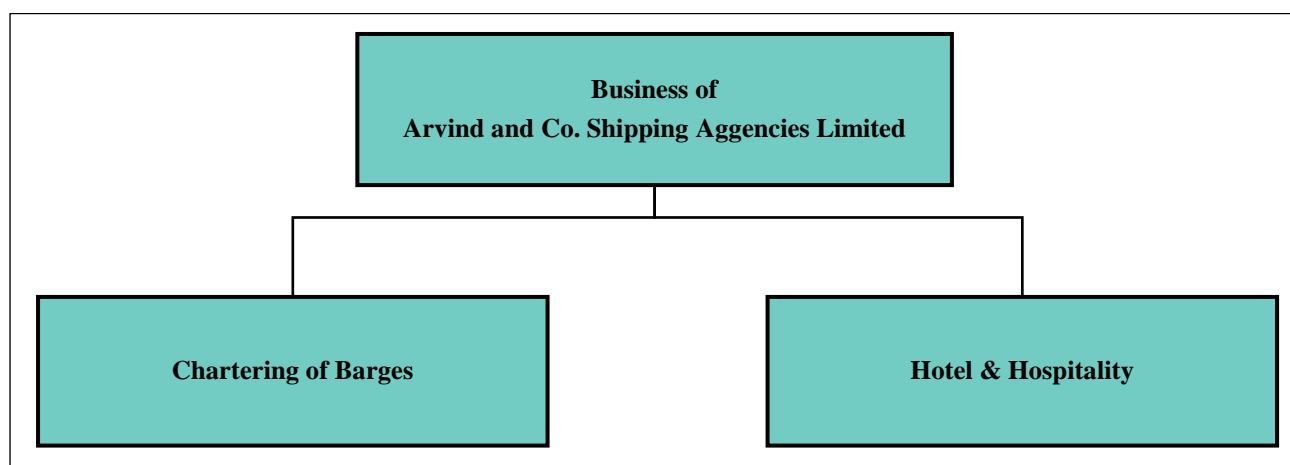 Business of
Arvind and Co. Shipping Aggencies Limited
Chartering of Barges
Hotel & Hospitality